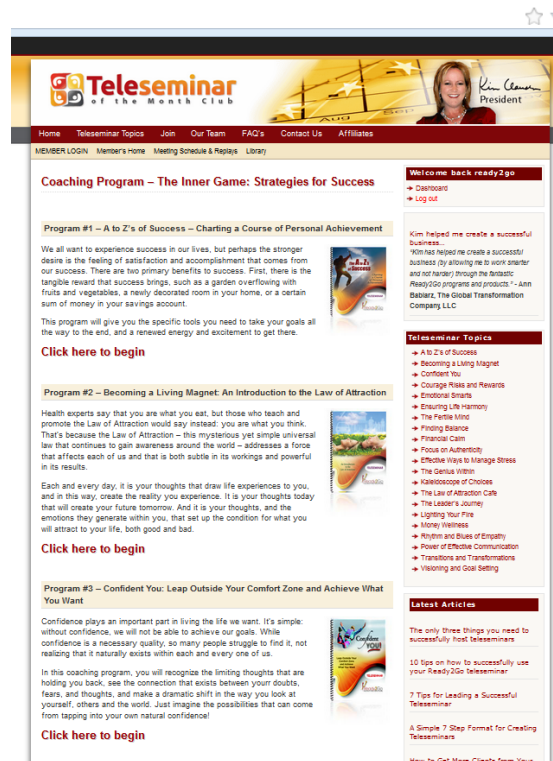 Teleseminar
of the Month Club
Aug
Sep
Kim Clausen
President
Home Teleseminar Topics Join Our Team FAQ's Contact Us Affiliates
MEMBER LOGIN Member's Home Meeting Schedule & Replays Library
Coaching Program – The Inner Game: Strategies for Success
Program #1 – A to Z's of Success – Charting a Course of Personal Achievement
We all want to experience success in our lives, but perhaps the stronger
desire is the feeling of satisfaction and accomplishment that comes from
our success. There are two primary benefits to success. First, there is the
tangible reward that success brings, such as a garden overflowing with
fruits and vegetables, a newly decorated room in your home, or a certain
sum of money in your savings account.
This program will give you the specific tools you need to take your goals all
the way to the end, and a renewed energy and excitement to get there.
Click here to begin
Program #2 – Becoming a Living Magnet: An Introduction to the Law of Attraction
Health experts say that you are what you eat, but those who teach and
promote the Law of Attraction would say instead: you are what you think.
That's because the Law of Attraction – this mysterious yet simple universal
law that continues to gain awareness around the world – addresses a force
that affects each of us and that is both subtle in its workings and powerful
in its results.
Each and every day, it is your thoughts that draw life experiences to you,
and in this way, create the reality you experience. It is your thoughts today
that will create your future tomorrow. And it is your thoughts, and the
emotions they generate within you, that set up the condition for what you
will attract to your life, both good and bad.
Click here to begin
Program #3 – Confident You: Leap Outside Your Comfort Zone and Achieve What
You Want
Confidence plays an important part in living the life we want. It's simple:
without confidence, we will not be able to achieve our goals. While
confidence is a necessary quality, so many people struggle to find it, not
realizing that it naturally exists within each and every one of us.
In this coaching program, you will recognize the limiting thoughts that are
holding you back, see the connection that exists between yourr doubts,
fears, and thoughts, and make a dramatic shift in the way you look at
yourself, others and the world. Just imagine the possibilities that can come
from tapping into your own natural confidence!
Click here to begin
The A to Z's
of Success
Confident
YOU!
Welcome back ready2go
Dashboard
Log out
Kim helped me create a successful
business...
"Kim has helped me create a successful
business (by allowing me to work smarter
and not harder) through the fantastic
Ready2Go programs and products." - Ann
Babiarz, The Global Transformation
Company, LLC
Teleseminar Topics
A to Z's of Success
Becoming a Living Magnet
Confident You
Courage Risks and Rewards
Emotional Smarts
Ensuring Life Harmony
The Fertile Mind
Finding Balance
Financial Calm
Focus on Authenticity
Effective Ways to Manage Stress
The Genius Within
Kaleidoscope of Choices
The Law of Attraction Cafe
The Leader's Journey
Lighting Your Fire
Money Wellness
Rhythm and Blues of Empathy
Power of Effective Communication
Transitions and Transformations
Visioning and Goal Setting
Latest Articles
The only three things you need to
successfully host teleseminars
10 tips on how to successfully use
your Ready2Go teleseminar
7 Tips for Leading a Successful
Teleseminar
A Simple 7 Step Format for Creating
Teleseminars
How to Get More Clients from Your